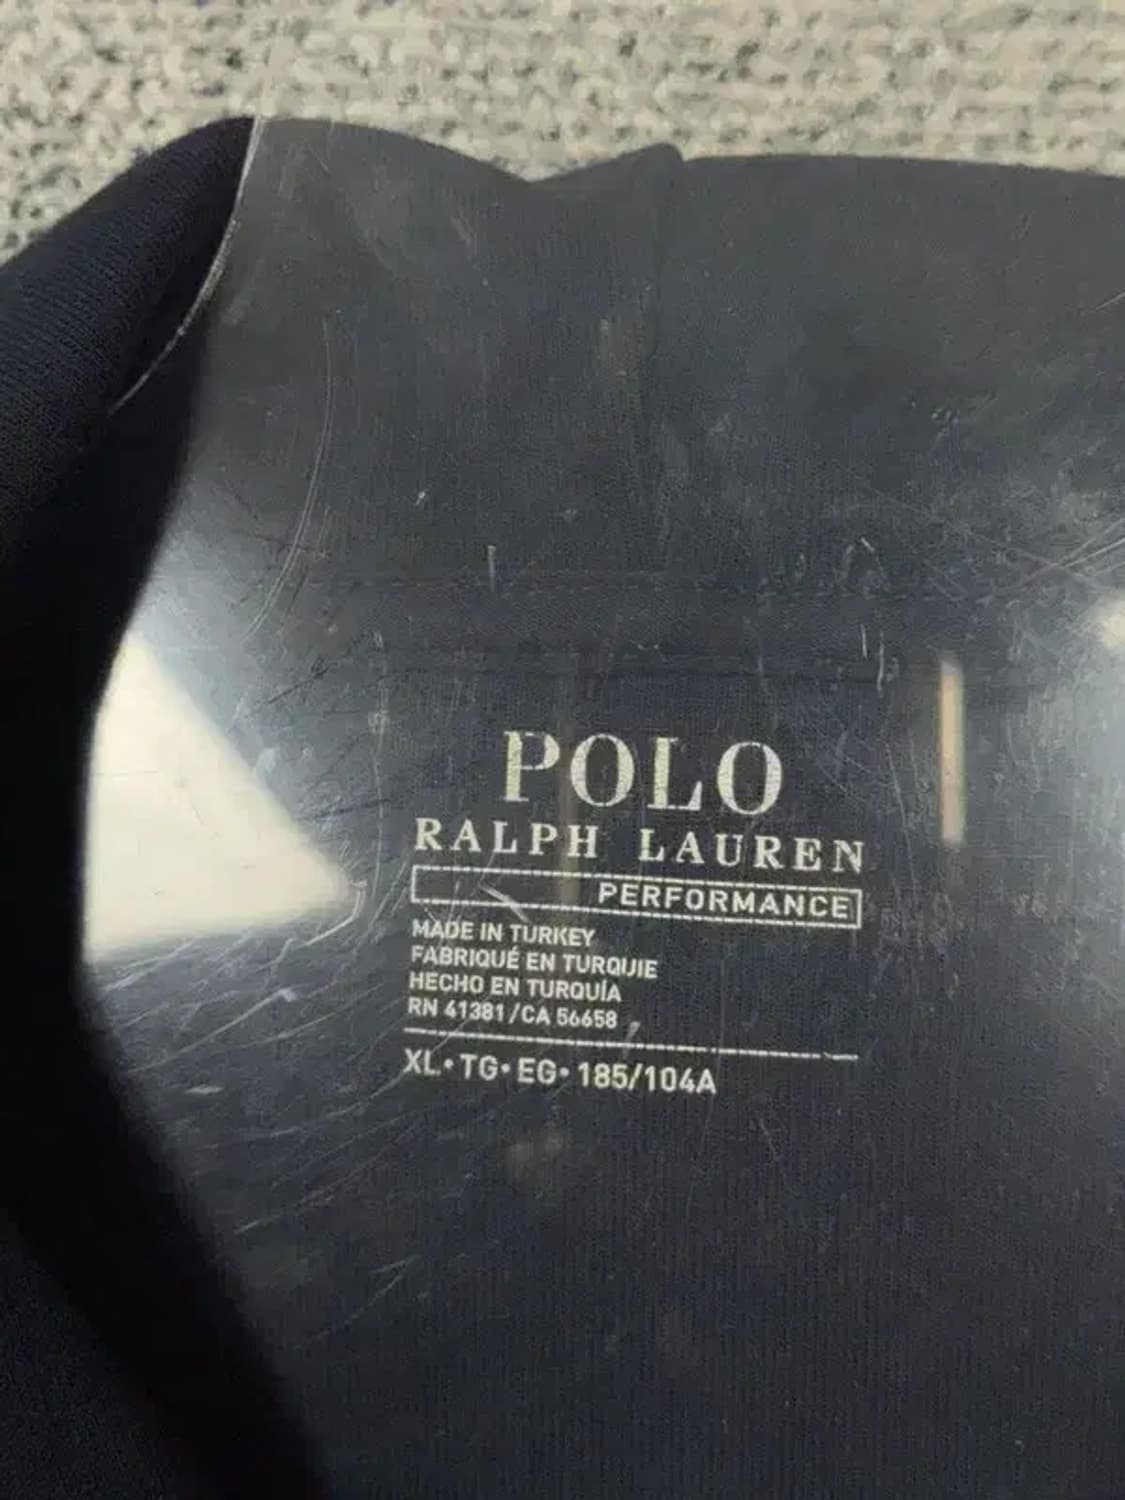 POLO
RALPH LAUREN
PERFORMANCE
MADE IN TURKEY
FABRIQUÉ EN TURQUIE
HECHO EN TURQUÍA
RN 41381/CA 56658
XL• TG• EG• 185/104A